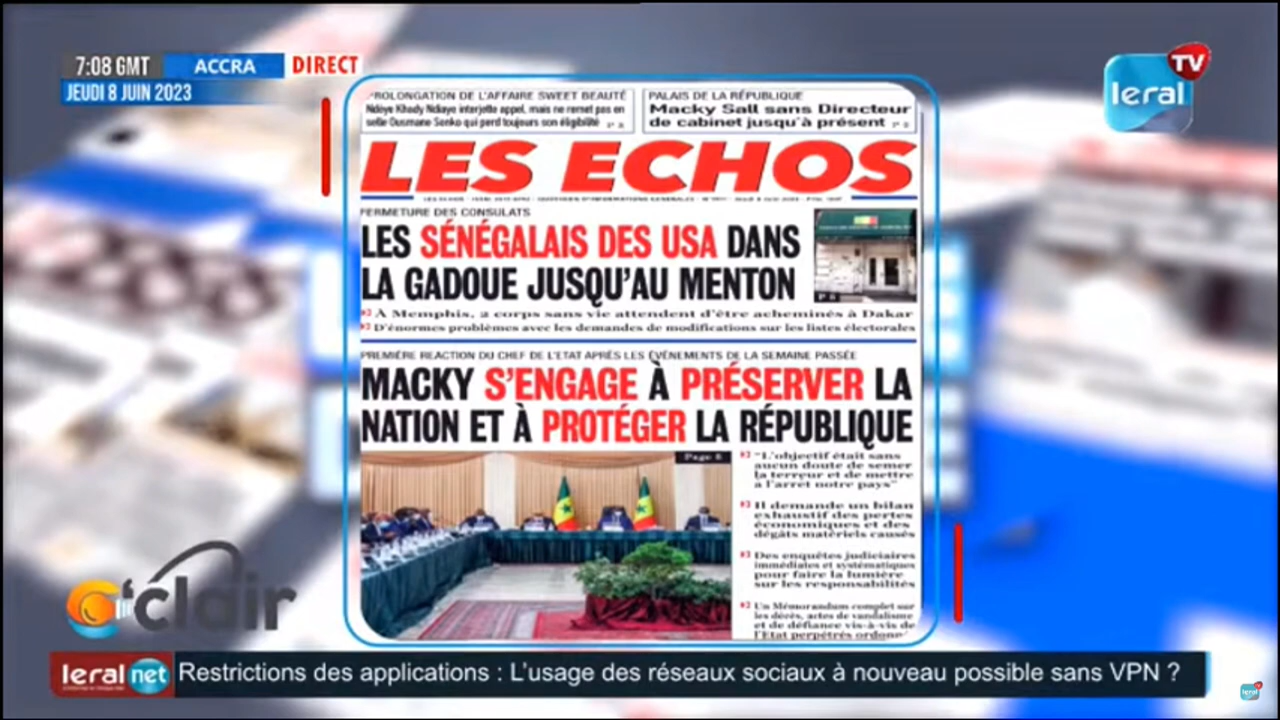 7:08 GMT ACCRA DIRECT
JEUDI 8 JUIN 2023
leral TV
PROLONGATION DE L'AFFAIRE SWEET BEAUTÉ
Ndèye Khady Ndiaye interjette appel, mais ne remet pas en
selle Ousmane Sonko qui perd toujours son éligibilité
PALAIS DE LA RÉPUBLIQUE
Macky Sall sans Directeur
de cabinet jusqu'à présent
LES ECHOS
FERMETURE DES CONSULATS
LES SÉNÉGALAIS DES USA DANS
LA GADOUE JUSQU'AU MENTON
P 6
À Memphis, 2 corps sans vie attendent d'être acheminés à Dakar
D'énormes problèmes avec les demandes de modifications sur les listes électorales
PREMIÈRE REACTION DU CHEF DE L'ETAT APRÈS LES ÉVÉNEMENTS DE LA SEMAINE PASSÉE
MACKY S'ENGAGE À PRÉSERVER LA
NATION ET À PROTÉGER LA RÉPUBLIQUE
"L'objectif était sans
aucun doute de semer
la terreur et de mettre
à l'arrêt notre pays"
Il demande un bilan
exhaustif des pertes
économiques et des
dégâts matériels causés
Des enquêtes judiciaires
immédiates et systématiques
pour faire la lumière
sur les responsabilités
Un Mémorandum complet sur
les décès, actes de vandalisme
et de défiance vis-à-vis de
l'Etat perpétrés
Ô'clair
leral net Restrictions des applications : L'usage des réseaux sociaux à nouveau possible sans VPN ?
leral